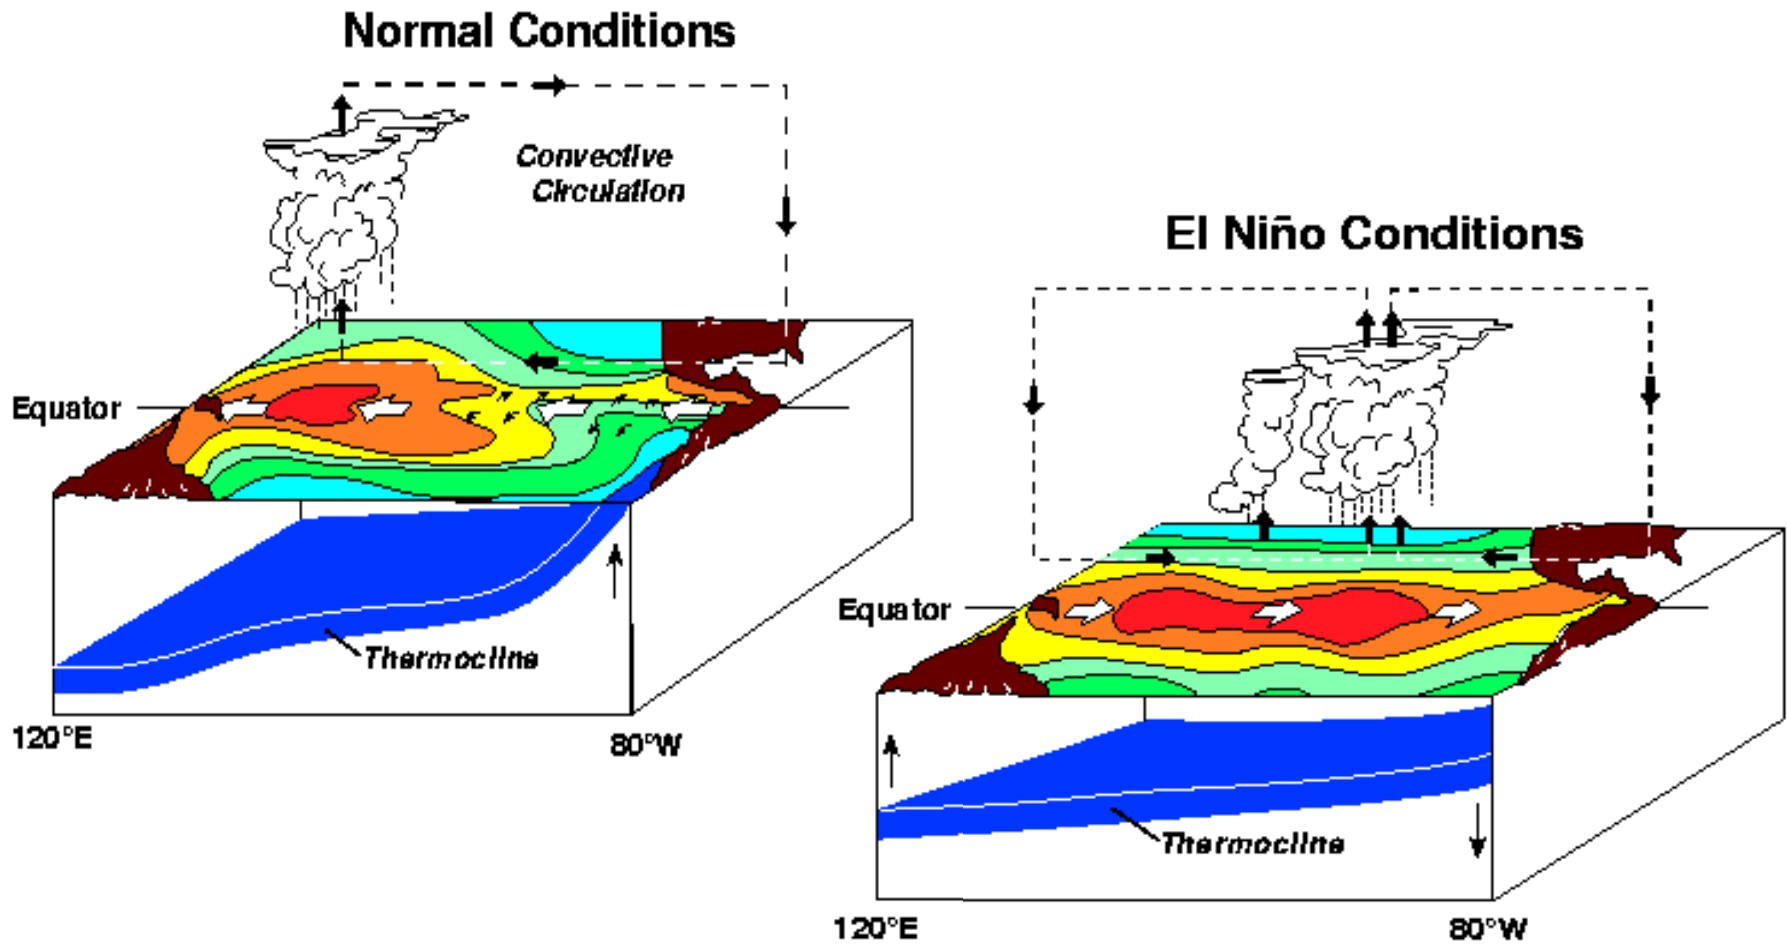 Normal Conditions
Convective
Circulation
Equator
Thermocline
120°E
80°W
El Niño Conditions
Equator
Thermocline
120°E
80°W